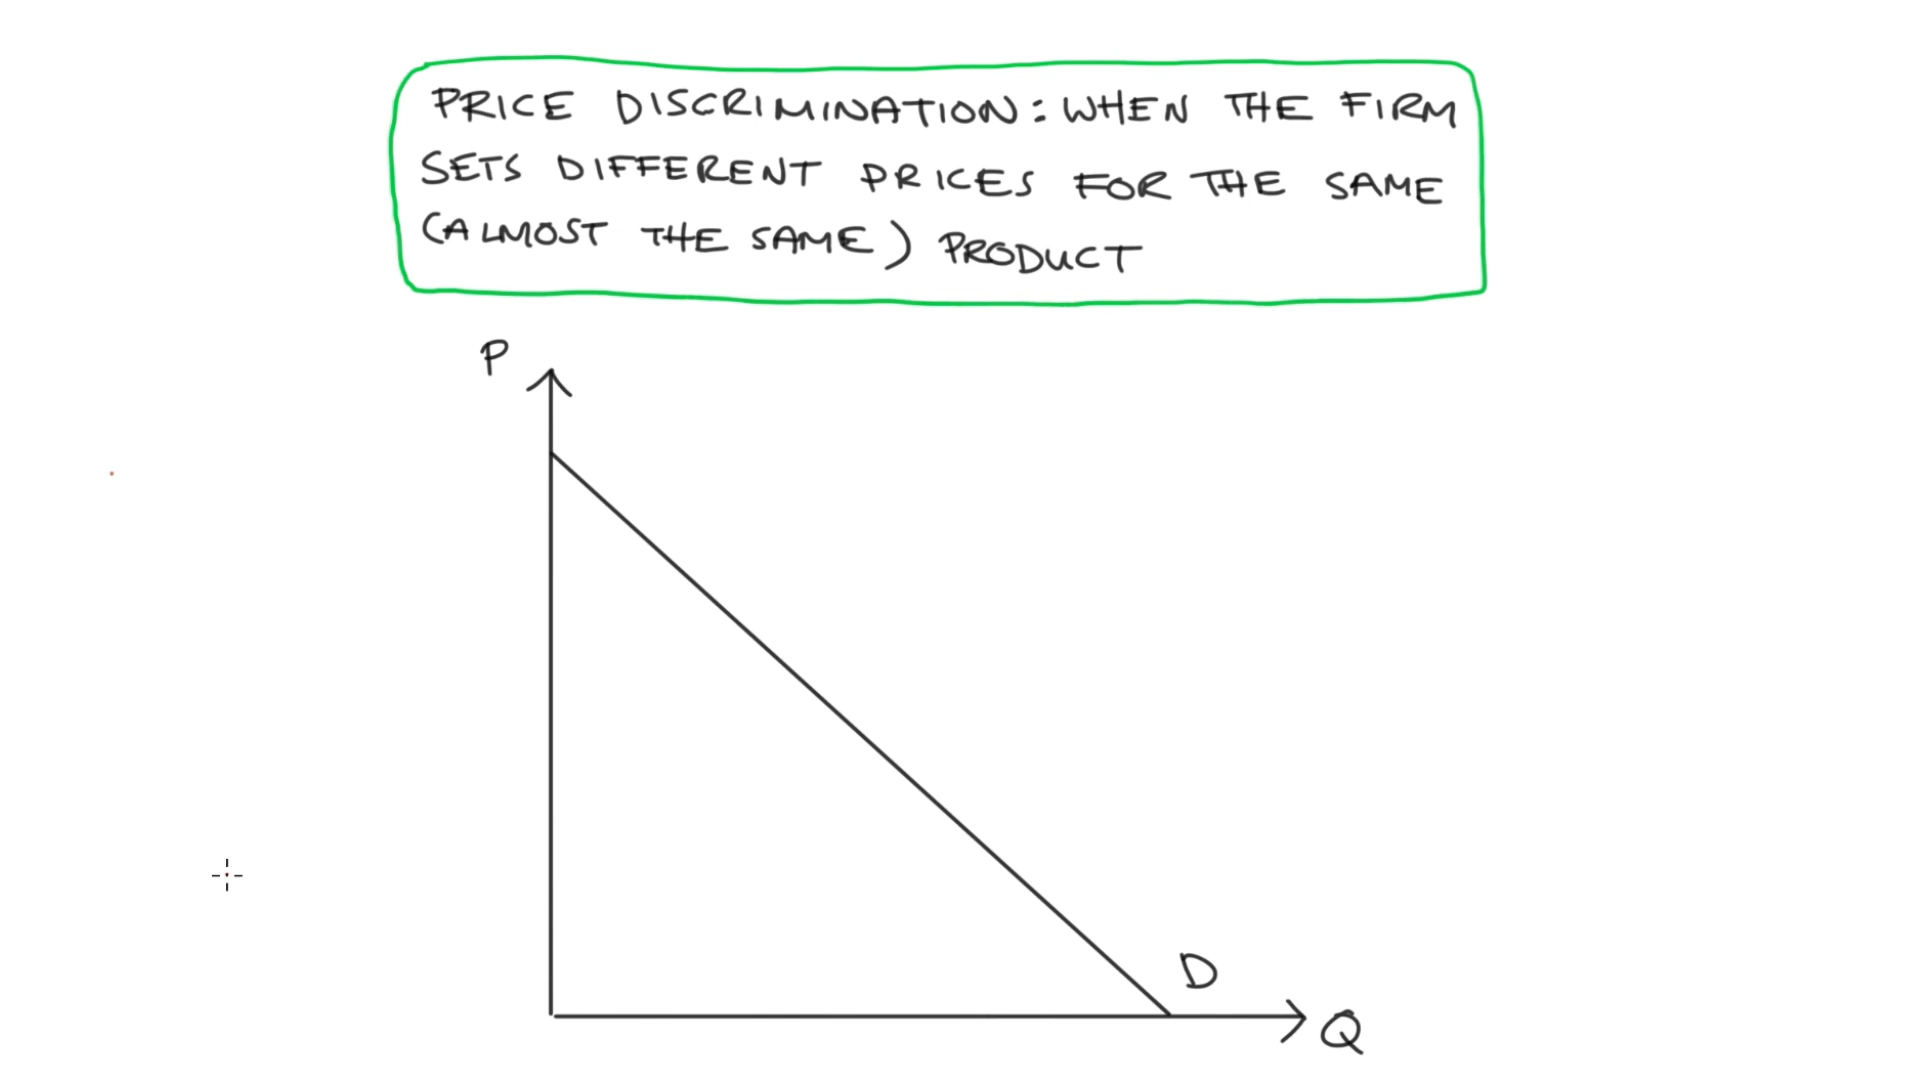 PRICE DISCRIMINATION: WHEN THE FIRM
SETS DIFFERENT PRICES FOR THE SAME
(ALMOST THE SAME) PRODUCT
P
D
Q